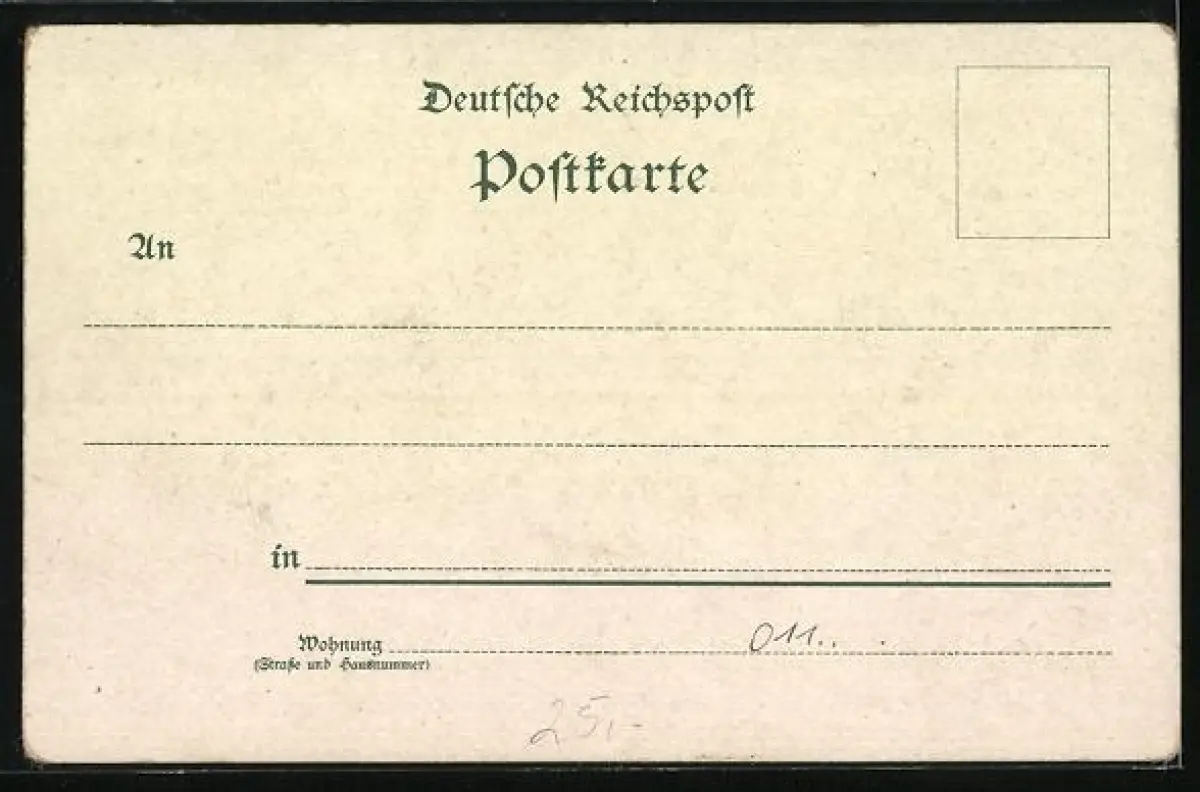 Deutsche Reichspost
Postkarte
An
in
Wohnung
(Straße und Hausnummer)
011..
25,-